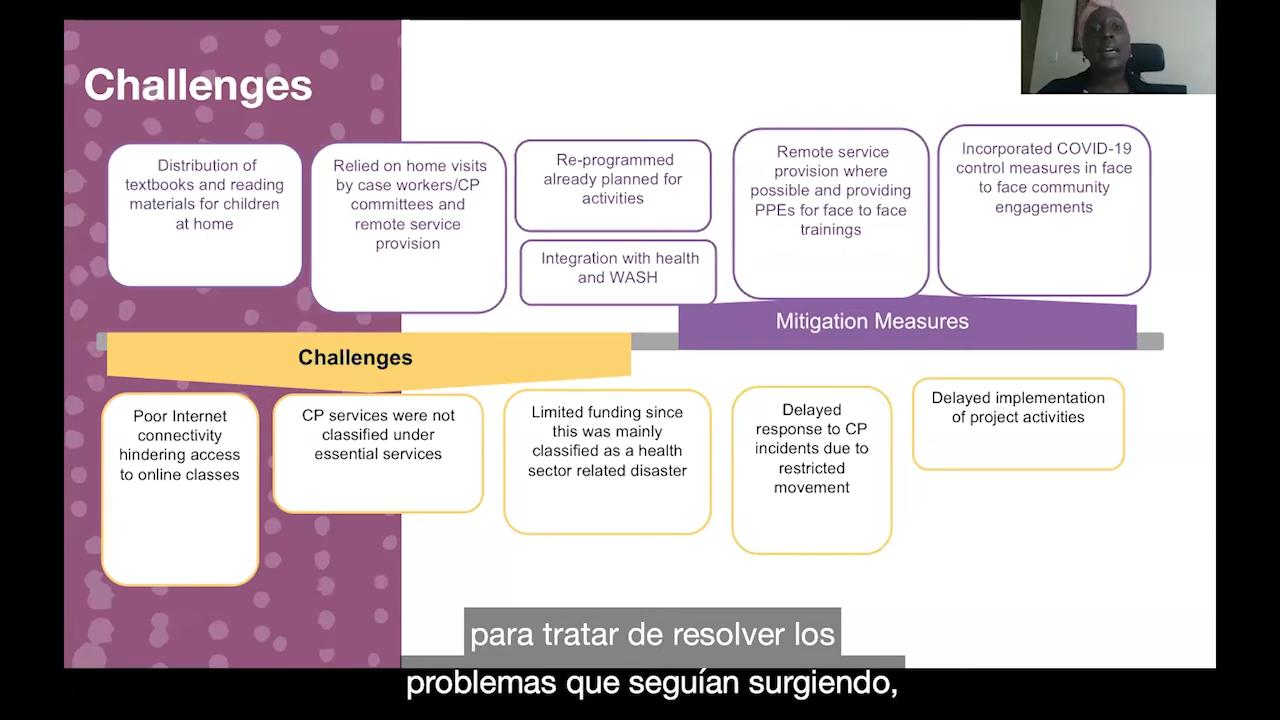 Challenges
Distribution of
textbooks and reading
materials for children
at home
Relied on home visits
by case workers/CP
committees and
remote service
provision
Re-programmed
already planned for
activities
Integration with health
and WASH
Remote service
provision where
possible and providing
PPEs for face to face
trainings
Incorporated COVID-19
control measures in face
to face community
engagements
Mitigation Measures
Challenges
Poor Internet
connectivity
hindering access
to online classes
CP services were not
classified under
essential services
Limited funding since
this was mainly
classified as a health
sector related disaster
Delayed
response to CP
incidents due to
restricted
movement
Delayed implementation
of project activities
para tratar de resolver los
problemas que seguían surgiendo,